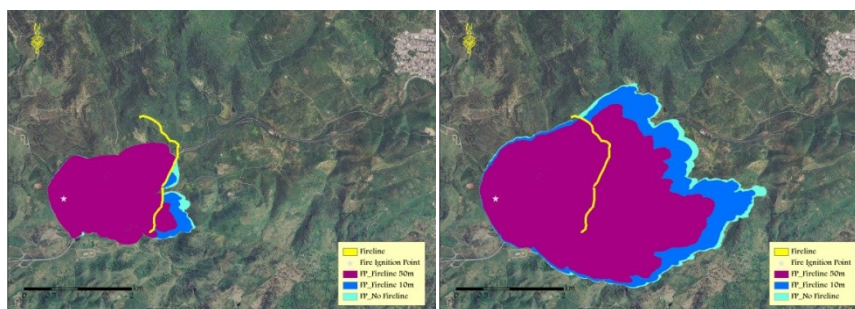 Fireline
Fire Ignition Point
FP_Fireline 50m
FP_Fireline 10m
FP_No Fireline
Fireline
Fire Ignition Point
FP_Fireline 50m
FP_Fireline 10m
FP_No Fireline